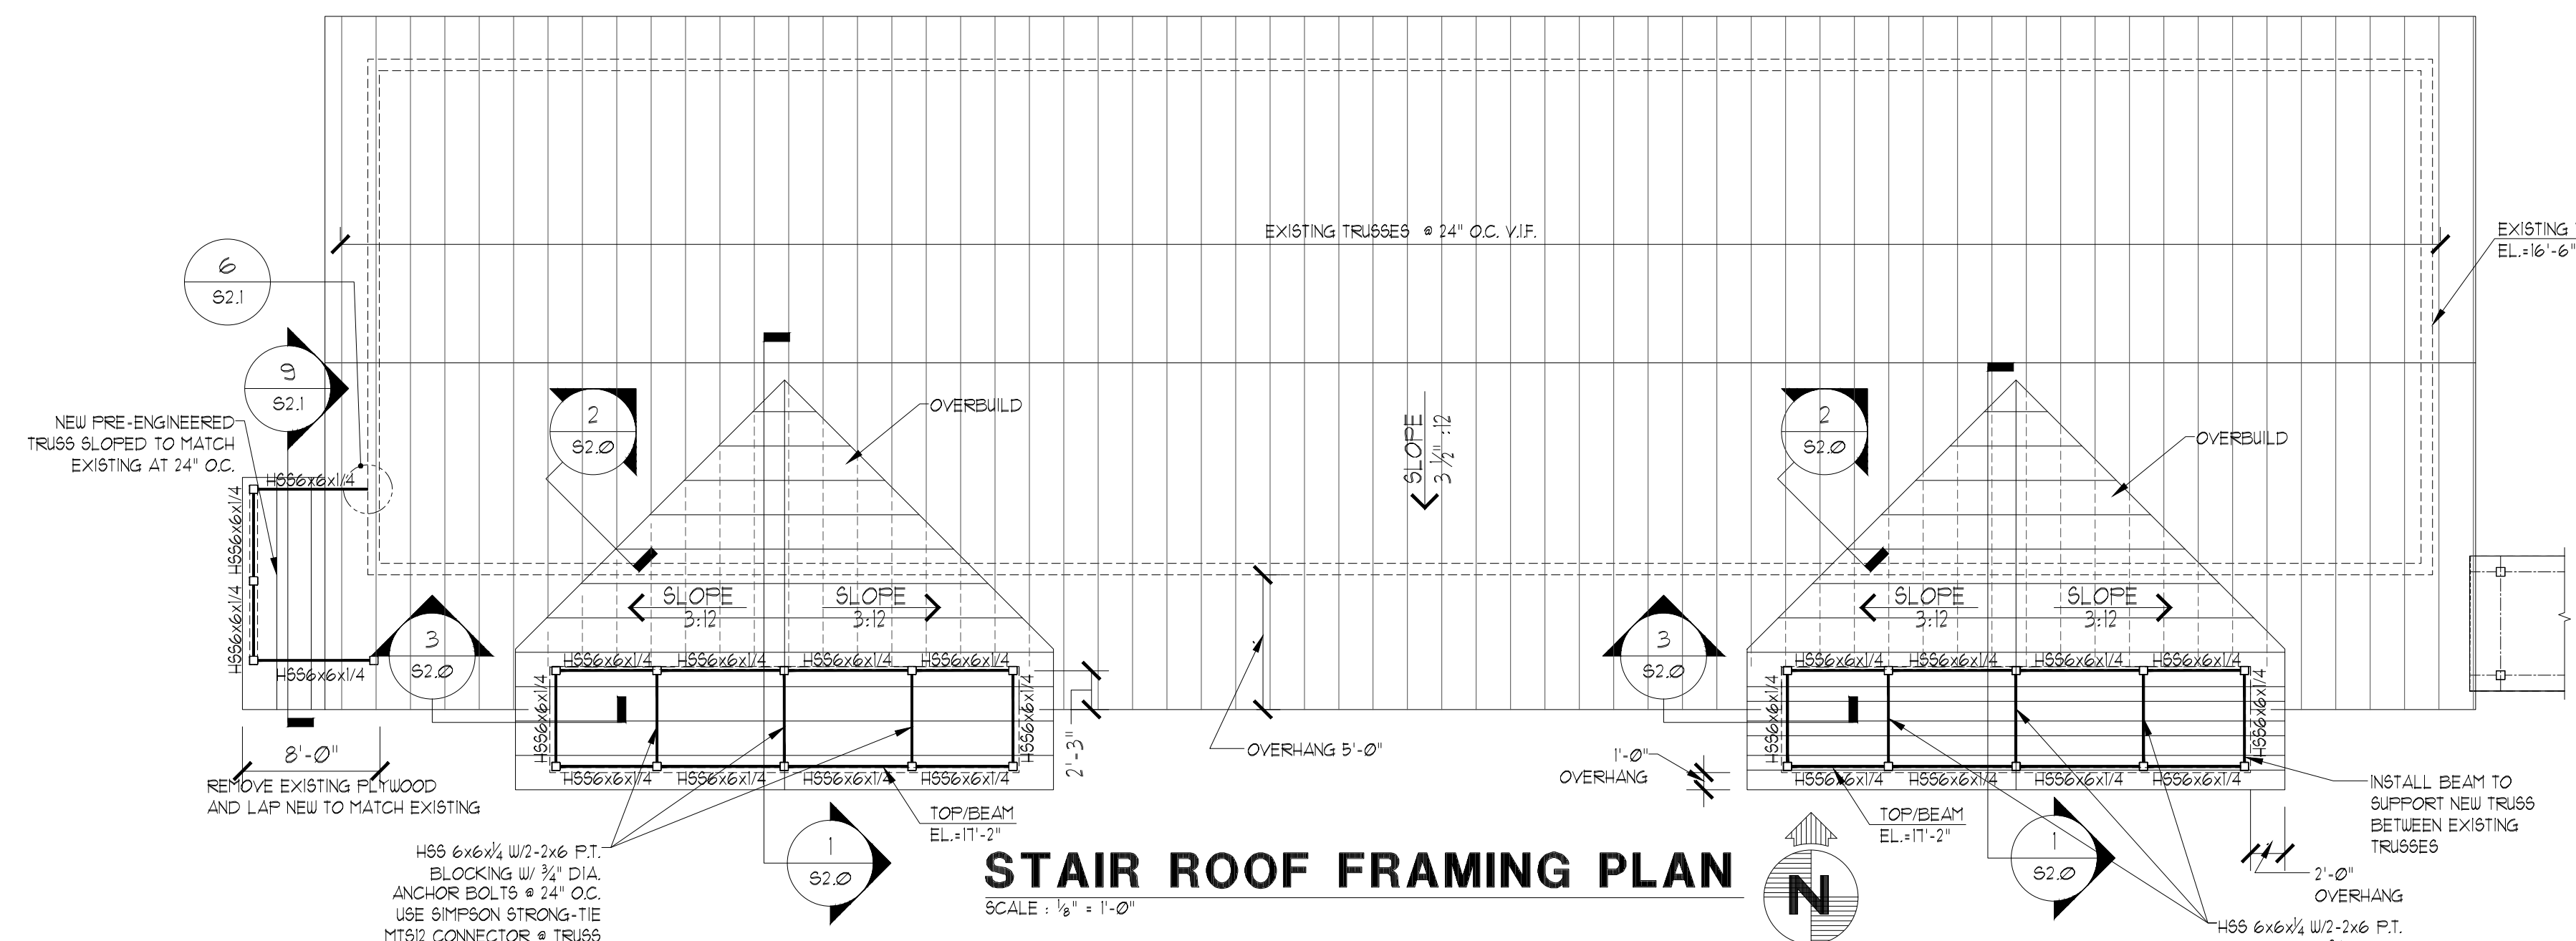 EXISTING TRUSSES @ 24" O.C. V.I.F.
EXISTING
EL.=16'-6"
6
S2.1
9
S2.1
NEW PRE-ENGINEERED
TRUSS SLOPED TO MATCH
EXISTING AT 24" O.C.
HSS6x6x1/4
HSS6x6x1/4
HSS6x6x1/4
HSS6x6x1/4
8'-0"
REMOVE EXISTING PLYWOOD
AND LAP NEW TO MATCH EXISTING
2
S2.0
OVERBUILD
SLOPE
3 1/2" :12
2
S2.0
OVERBUILD
SLOPE
3:12
SLOPE
3:12
SLOPE
3:12
SLOPE
3:12
3
S2.0
HSS6x6x1/4 HSS6x6x1/4 HSS6x6x1/4 HSS6x6x1/4
HSS6x6x1/4
HSS6x6x1/4
HSS6x6x1/4 HSS6x6x1/4 HSS6x6x1/4 HSS6x6x1/4
2'-3"
OVERHANG 5'-0"
3
S2.0
HSS6x6x1/4 HSS6x6x1/4 HSS6x6x1/4 HSS6x6x1/4
HSS6x6x1/4
HSS6x6x1/4
HSS6x6x1/4 HSS6x6x1/4 HSS6x6x1/4 HSS6x6x1/4
1'-0"
OVERHANG
TOP/BEAM
EL.=17'-2"
TOP/BEAM
EL.=17'-2"
INSTALL BEAM TO
SUPPORT NEW TRUSS
BETWEEN EXISTING
TRUSSES
2'-0"
OVERHANG
HSS 6x6x1/4 W/2-2x6 P.T.
BLOCKING W/ 3/4" DIA.
ANCHOR BOLTS @ 24" O.C.
USE SIMPSON STRONG-TIE
MTS12 CONNECTOR @ TRUSS
1
S2.0
STAIR ROOF FRAMING PLAN
SCALE : 1/8" = 1'-0"
N
1
S2.0
HSS 6x6x1/4 W/2-2x6 P.T.